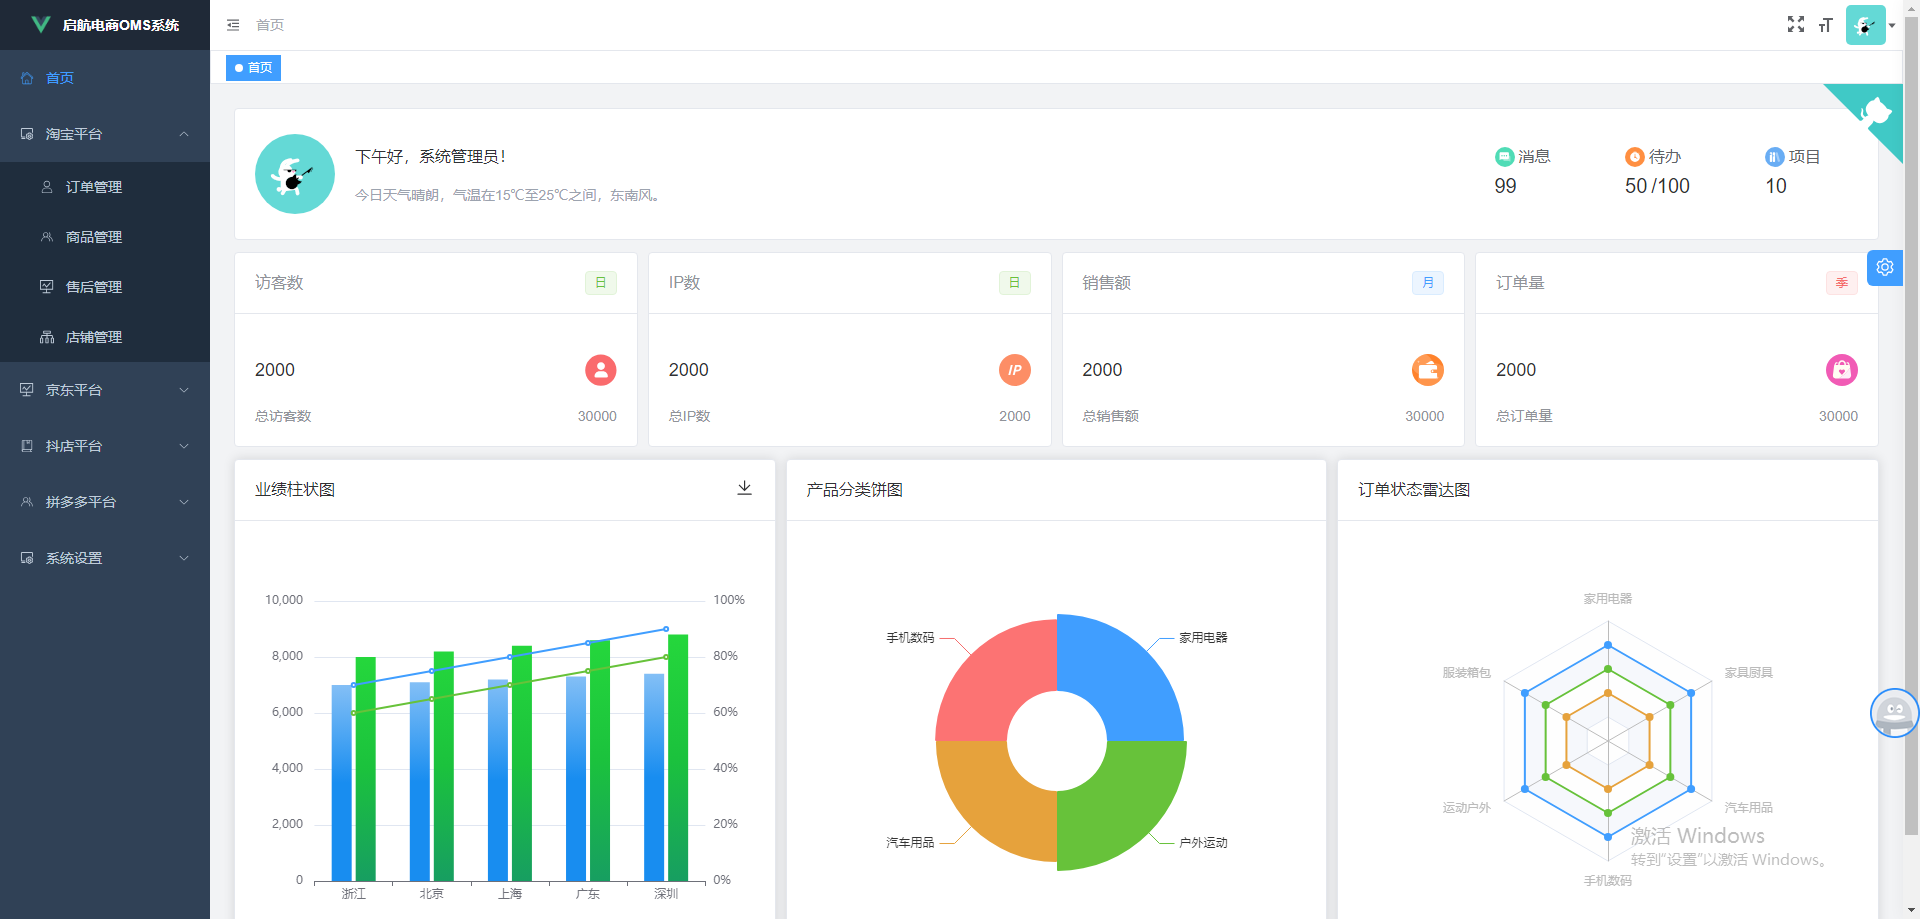 启航电商OMS系统
首页
首页
首页
淘宝平台
订单管理
商品管理
售后管理
店铺管理
京东平台
抖店平台
拼多多平台
系统设置
下午好，系统管理员！
今日天气晴朗，气温在15℃至25℃之间，东南风。
消息
99
待办
50 /100
项目
10
访客数
日
2000
总访客数
30000
IP数
日
2000
IP
总IP数
2000
销售额
月
2000
总销售额
30000
订单量
季
2000
总订单量
30000
业绩柱状图
10,000
8,000
6,000
4,000
2,000
0
100%
80%
60%
40%
20%
0%
浙江
北京
上海
广东
深圳
产品分类饼图
手机数码
家用电器
汽车用品
户外运动
订单状态雷达图
家用电器
服装箱包
家具厨具
运动户外
汽车用品
手机数码
激活 Windows
转到“设置”以激活 Windows。